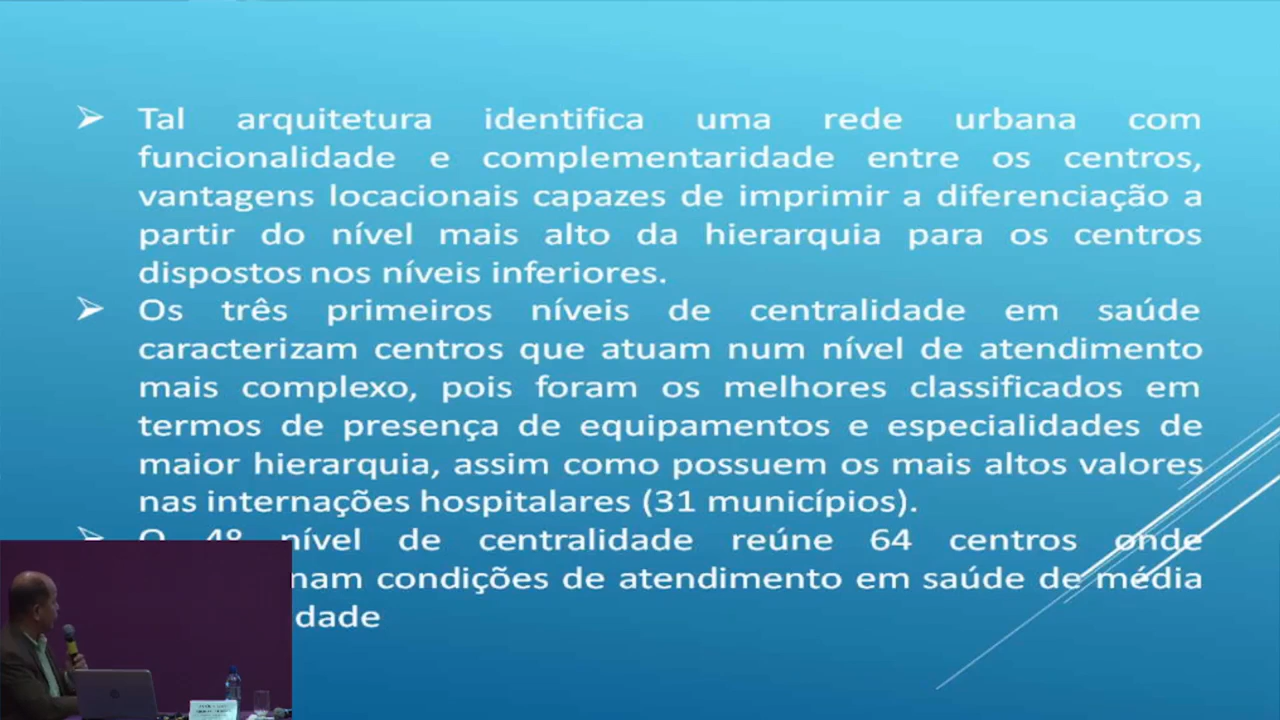 Tal arquitetura identifica uma rede urbana com
funcionalidade e complementaridade entre os centros,
vantagens locacionais capazes de imprimir a diferenciação a
partir do nível mais alto da hierarquia para os centros
dispostos nos níveis inferiores.
Os três primeiros níveis de centralidade em saúde
caracterizam centros que atuam num nível de atendimento
mais complexo, pois foram os melhores classificados em
termos de presença de equipamentos e especialidades de
maior hierarquia, assim como possuem os mais altos valores
nas internações hospitalares (31 municípios).
O 4º nível de centralidade reúne 64 centros onde
nam condições de atendimento em saúde de média
dade